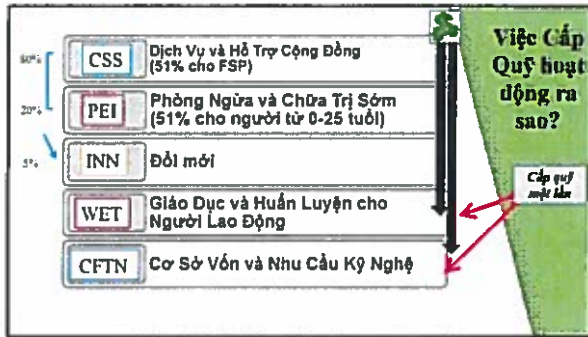 80%
20%
5%
CSS
Dịch Vụ và Hỗ Trợ Cộng Đồng
(51% cho FSP)
PEI
Phòng Ngừa và Chữa Trị Sớm
(51% cho người từ 0-25 tuổi)
INN
Đổi mới
WET
Giáo Dục và Huấn Luyện cho
Người Lao Động
CFTN
Cơ Sở Vốn và Nhu Cầu Kỹ Nghệ
Việc Cấp
Quỹ hoạt
động ra
sao?
Cấp quỹ
một lần